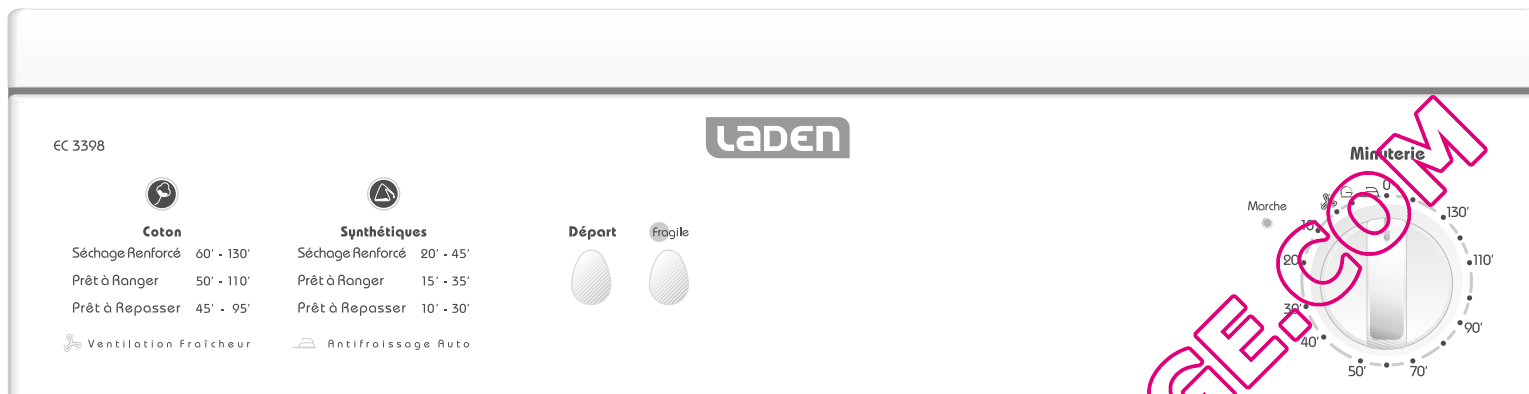 LADEN
EC 3398
Minuterie
Marche
Coton
Séchage Renforcé 60' - 130'
Prêt à Ranger 50' - 110'
Prêt à Repasser 45' - 95'
Ventilation Fraîcheur
Synthétiques
Séchage Renforcé 20' - 45'
Prêt à Ranger 15' - 35'
Prêt à Repasser 10' - 30'
Antifroissage Auto
Départ
Fragile
0
130'
110'
90'
70'
50'
40'
30'
20'
10'
GE.COM